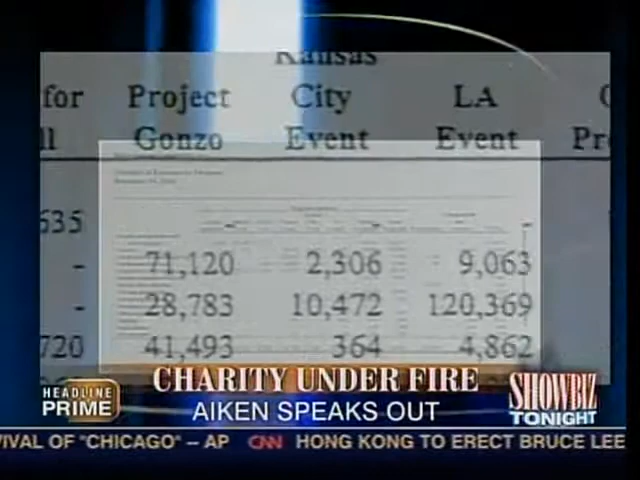 Kansas
for Project City LA
Gonzo Event Event
635
- 71,120 2,306 9,063
- 28,783 10,472 120,369
720 41,493 364 4,862
CHARITY UNDER FIRE
HEADLINE PRIME
AIKEN SPEAKS OUT
SHOWBIZ TONIGHT
IVAL OF "CHICAGO" – AP CNN HONG KONG TO ERECT BRUCE LEE